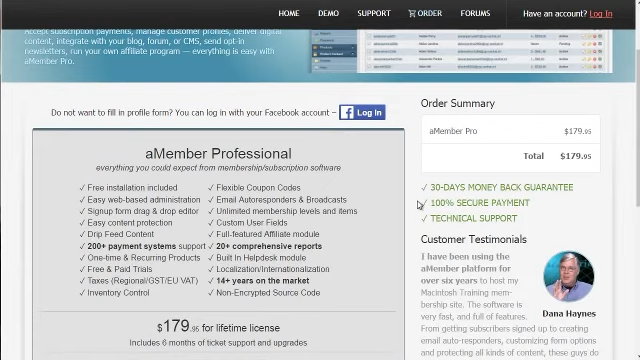 HOME DEMO SUPPORT ORDER FORUMS Have an account? Log In
Accept subscription payments, manage customer profiles, deliver digital
content, integrate with your blog, forum, or CMS, send opt-in
newsletters, run your own affiliate program — everything is easy with
aMember Pro.
Do not want to fill in profile form? You can log in with your Facebook account – Log In
aMember Professional
everything you could expect from membership/subscription software
✓ Free installation included
✓ Easy web-based administration
✓ Signup form drag & drop editor
✓ Easy content protection
✓ Drip Feed Content
✓ 200+ payment systems support
✓ One-time & Recurring Products
✓ Free & Paid Trials
✓ Taxes (Regional/GST/EU VAT)
✓ Inventory Control
✓ Flexible Coupon Codes
✓ Email Autoresponders & Broadcasts
✓ Unlimited membership levels and items
✓ Custom User Fields
✓ Full-featured Affiliate module
✓ 20+ comprehensive reports
✓ Built In Helpdesk module
✓ Localization/Internationalization
✓ 14+ years on the market
✓ Non-Encrypted Source Code
$179.95 for lifetime license
Includes 6 months of ticket support and upgrades
Order Summary
aMember Pro $179.95
Total $179.95
✓ 30-DAYS MONEY BACK GUARANTEE
✓ 100% SECURE PAYMENT
✓ TECHNICAL SUPPORT
Customer Testimonials
I have been using the
aMember platform for
over six years to host my
Macintosh Training mem-
bership site. The software is
very fast, and full of features.
From getting subscribers signed up to creating
email auto-responders, customizing form options
and protecting all kinds of content, these guys do
Dana Haynes